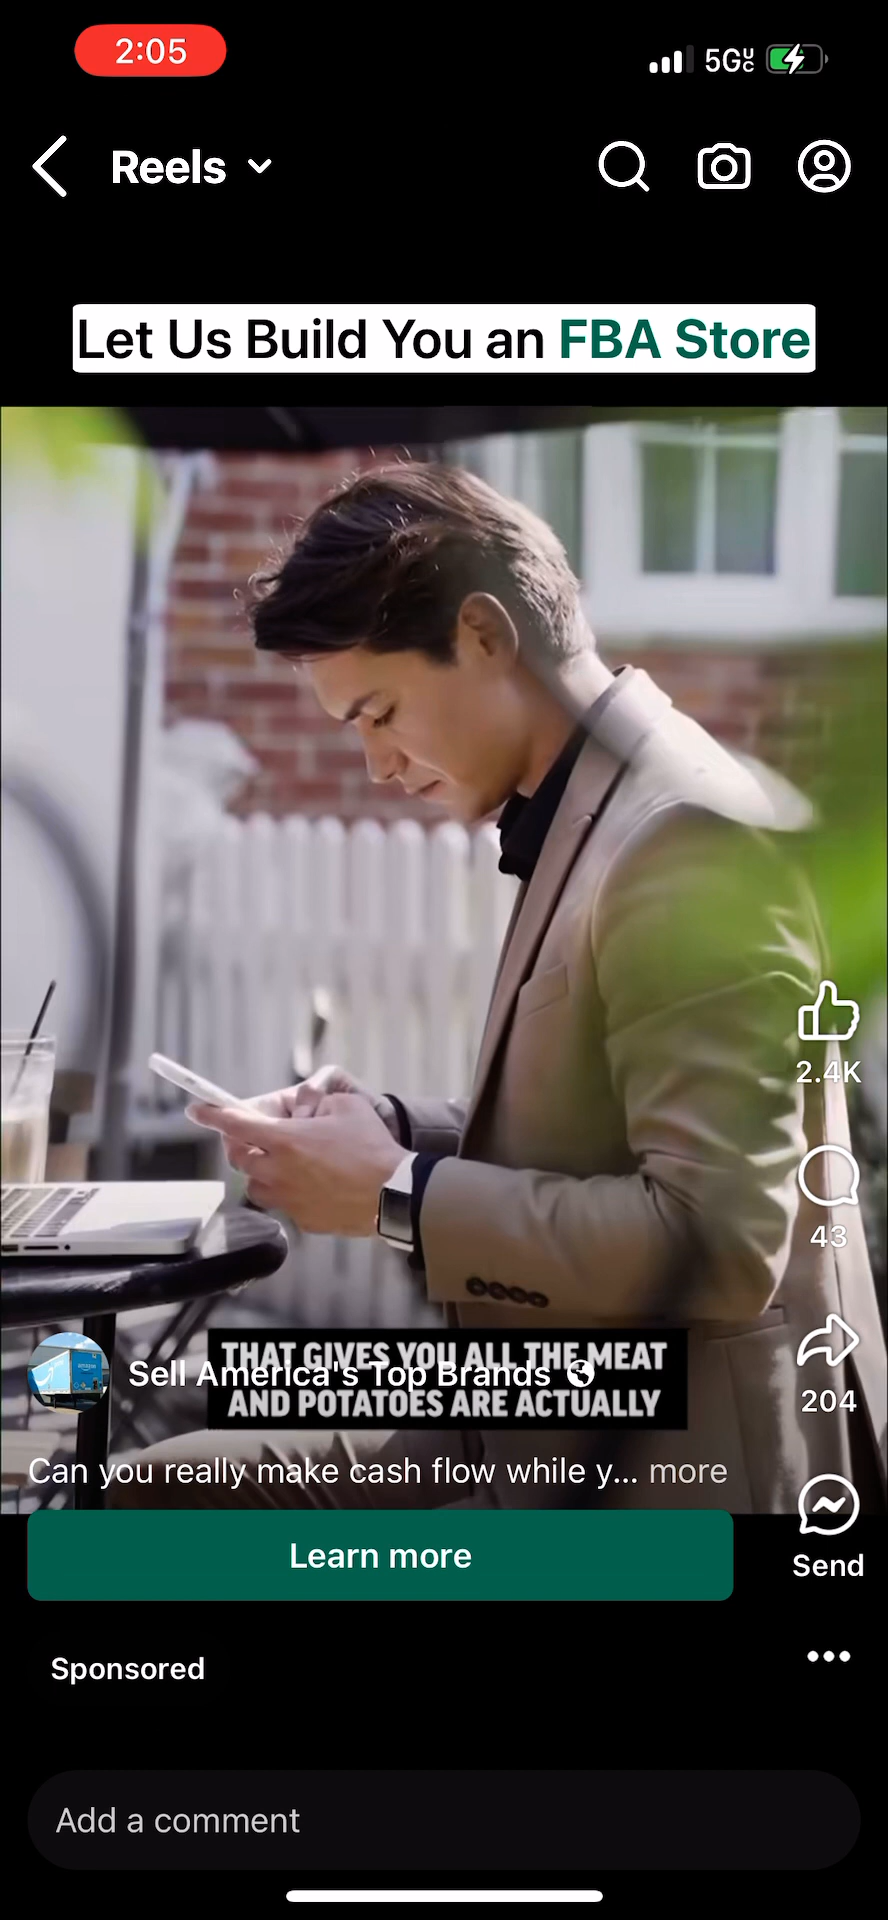 2:05
5GUC
Reels
Let Us Build You an FBA Store
2.4K
43
THAT GIVES YOU ALL THE MEAT
Sell America's Top Brands
AND POTATOES ARE ACTUALLY
204
Can you really make cash flow while y... more
Learn more
Send
Sponsored
Add a comment